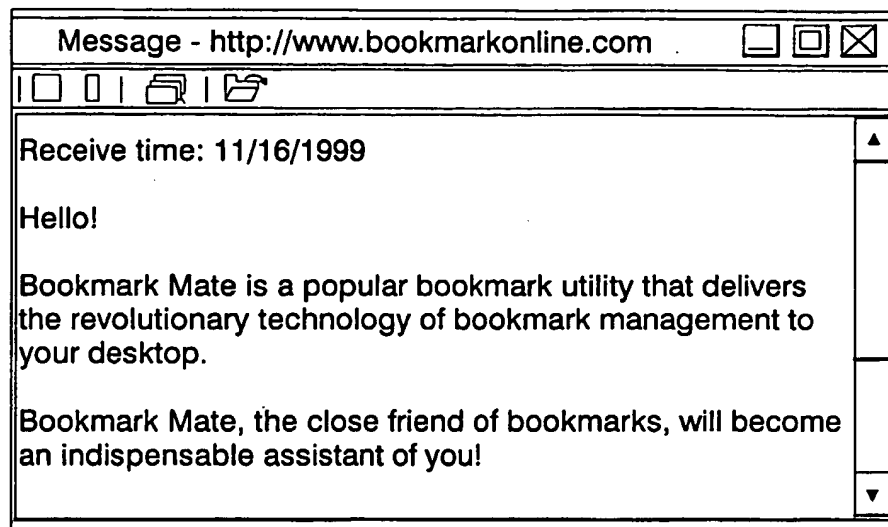 Message - http://www.bookmarkonline.com
Receive time: 11/16/1999
Hello!
Bookmark Mate is a popular bookmark utility that delivers
the revolutionary technology of bookmark management to
your desktop.
Bookmark Mate, the close friend of bookmarks, will become
an indispensable assistant of you!